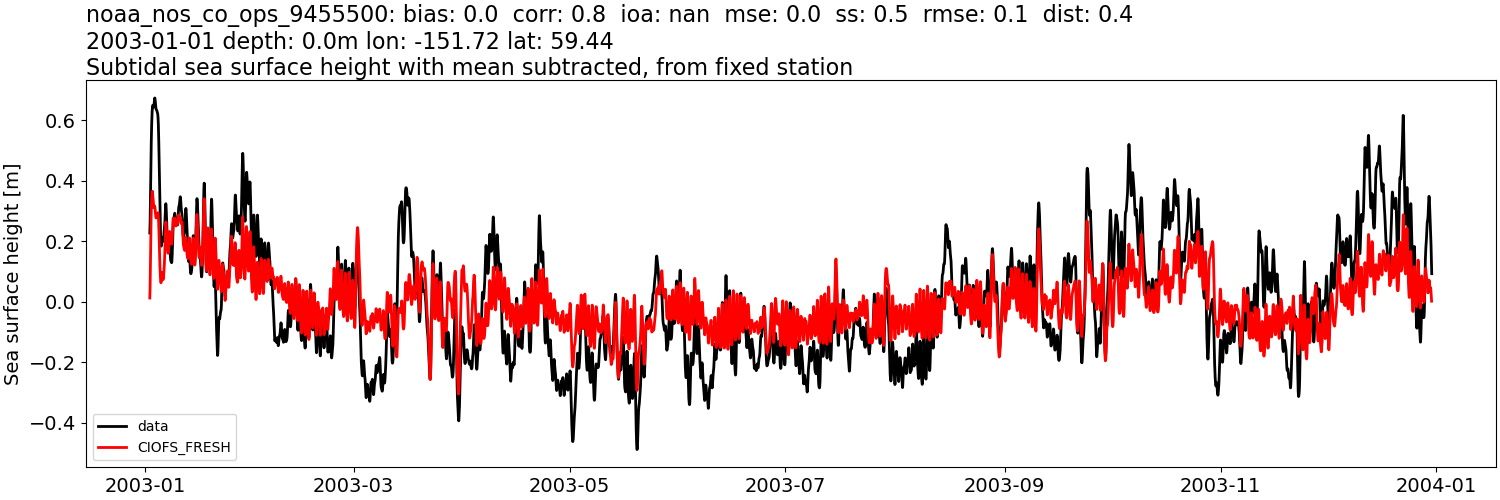 noaa_nos_co_ops_9455500: bias: 0.0  corr: 0.8  ioa: nan  mse: 0.0  ss: 0.5  rmse: 0.1  dist: 0.4
2003-01-01 depth: 0.0m lon: -151.72 lat: 59.44
Subtidal sea surface height with mean subtracted, from fixed station
Sea surface height [m]
0.6
0.4
0.2
0.0
−0.2
−0.4
data
CIOFS_FRESH
2003-01 2003-03 2003-05 2003-07 2003-09 2003-11 2004-01